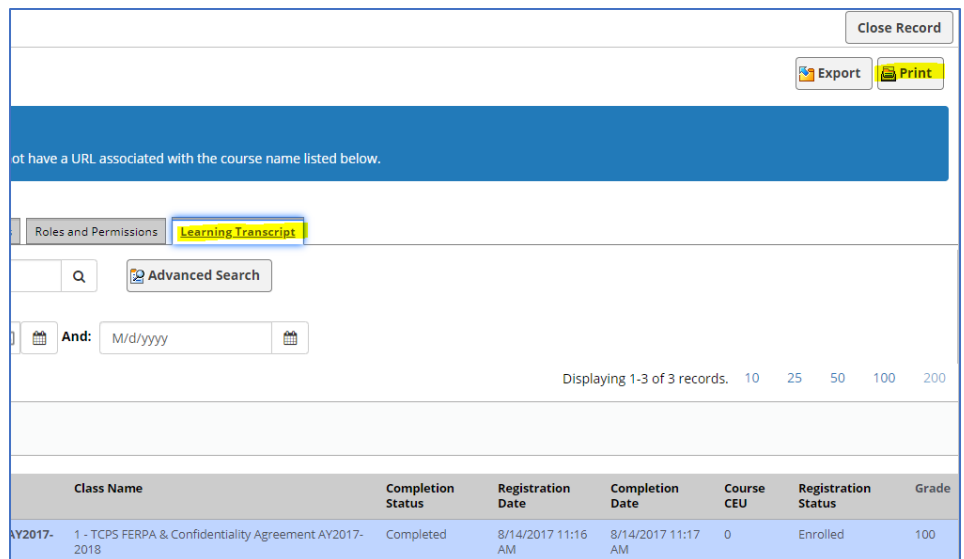 Close Record
Export Print
ot have a URL associated with the course name listed below.
Roles and Permissions Learning Transcript
Advanced Search
And: M/d/yyyy
Displaying 1-3 of 3 records. 10 25 50 100 200
Class Name Completion Status Registration Date Completion Date Course CEU Registration Status Grade
AY2017- 1 - TCPS FERPA & Confidentiality Agreement AY2017- Completed 8/14/2017 11:16 8/14/2017 11:17 0 Enrolled 100
2018 AM AM